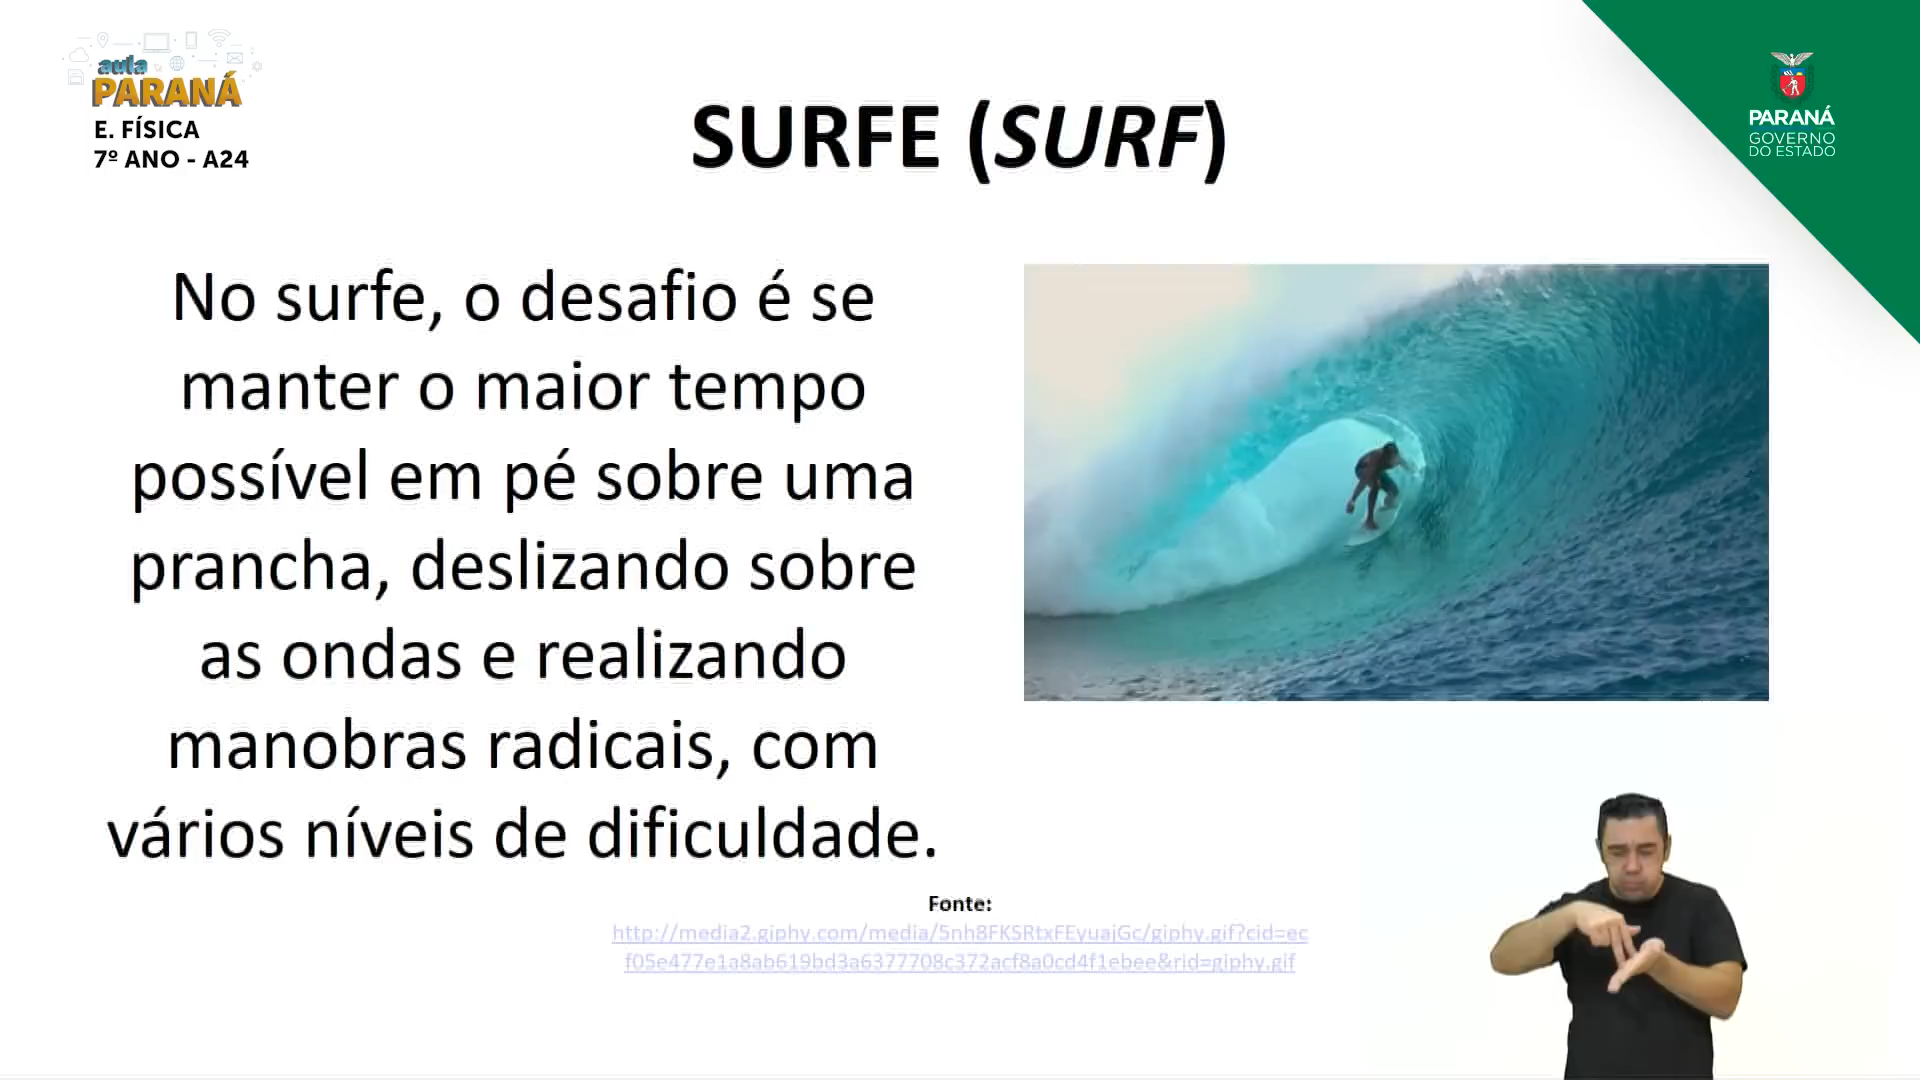 aula
PARANÁ
E. FÍSICA
7º ANO - A24
SURFE (SURF)
PARANÁ
GOVERNO
DO ESTADO
No surfe, o desafio é se
manter o maior tempo
possível em pé sobre uma
prancha, deslizando sobre
as ondas e realizando
manobras radicais, com
vários níveis de dificuldade.
Fonte:
http://media2.giphy.com/media/5nh8FKSRtxFEyuajGc/giphy.gif?cid=ec
f05e477e1a8ab619bd3a6377708c372acf8a0cd4f1ebee&rid=giphy.gif